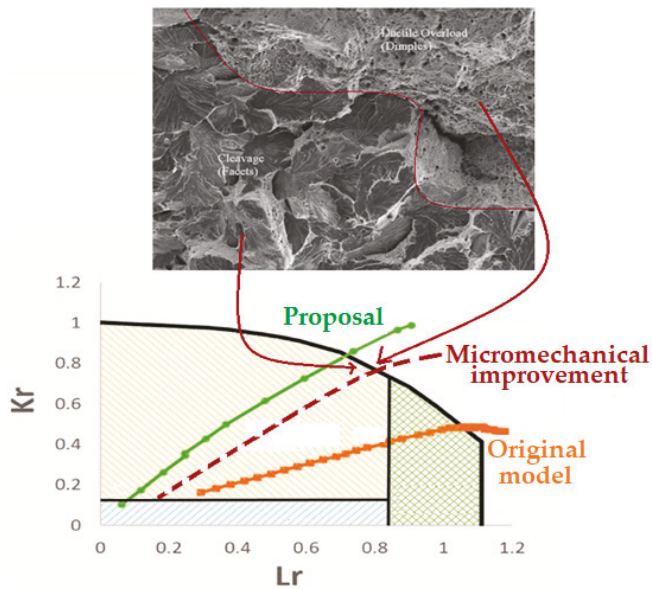 Ductile Overload
(Dimples)
Cleavage
(Facets)
1.2
1
0.8
0.6
0.4
0.2
0
Kr
Proposal
Micromechanical
improvement
Original
model
0
0.2
0.4
0.6
0.8
1
1.2
Lr